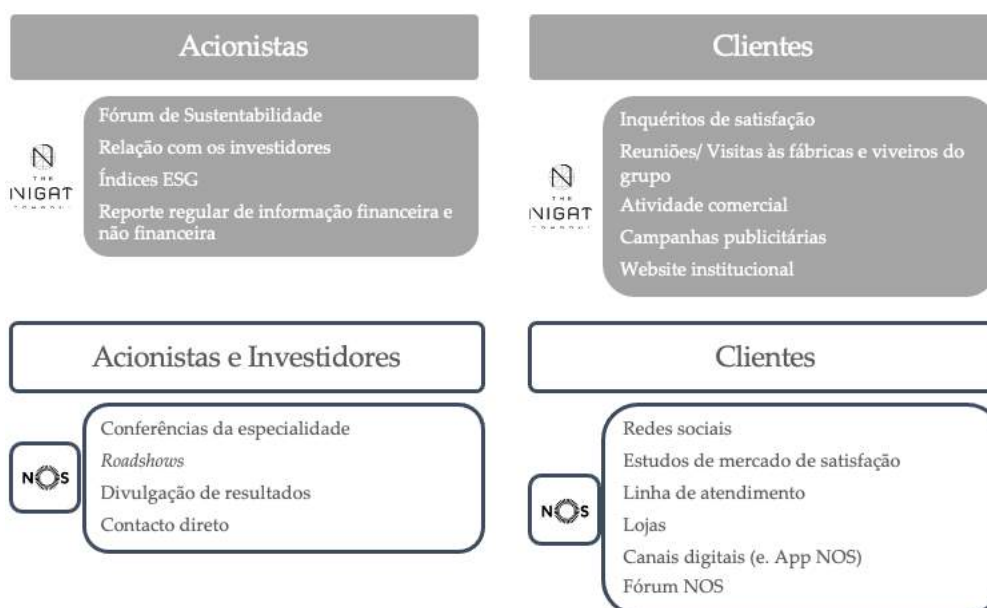 Acionistas
THE
NIGAT
Fórum de Sustentabilidade
Relação com os investidores
Índices ESG
Reporte regular de informação financeira e
não financeira
Clientes
THE
NIGAT
Inquéritos de satisfação
Reuniões/ Visitas às fábricas e viveiros do
grupo
Atividade comercial
Campanhas publicitárias
Website institucional
Acionistas e Investidores
NOS
Conferências da especialidade
Roadshows
Divulgação de resultados
Contacto direto
Clientes
NOS
Redes sociais
Estudos de mercado de satisfação
Linha de atendimento
Lojas
Canais digitais (e. App NOS)
Fórum NOS